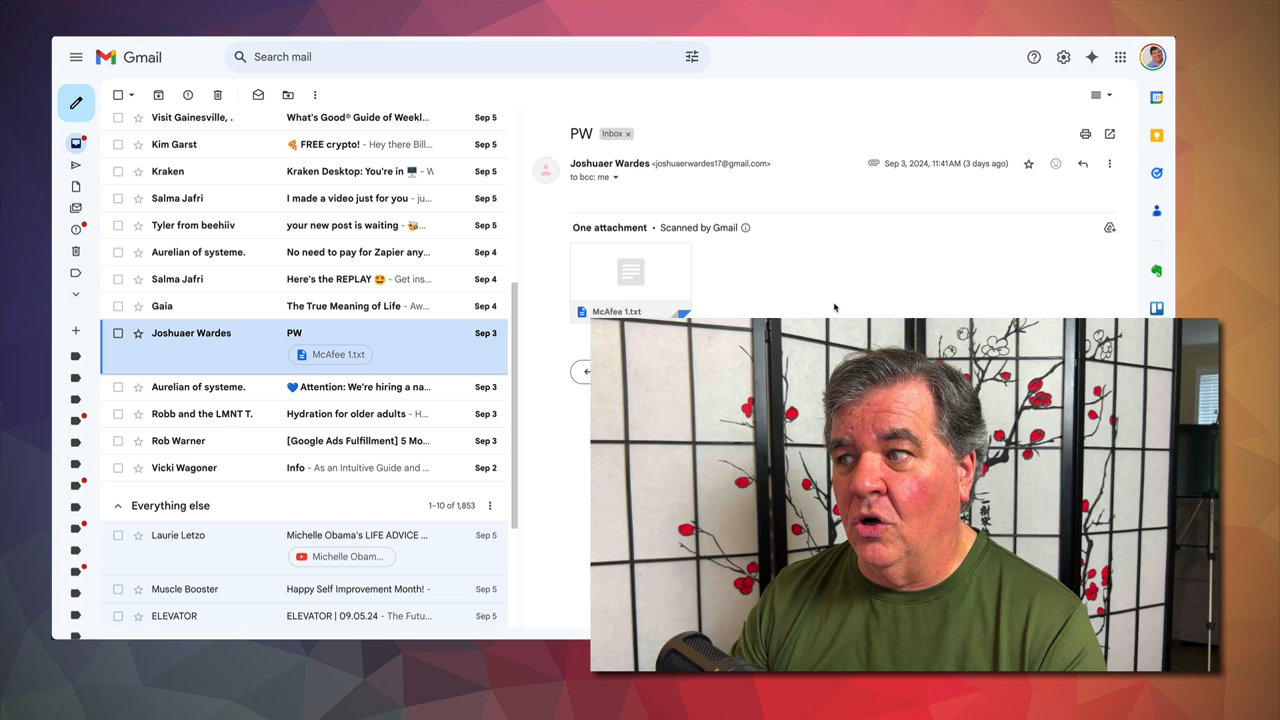 Gmail
Search mail
Visit Gainesville, . What's Good® Guide of Weekl... Sep 5
Kim Garst 🍕 FREE crypto! - Hey there Bill... Sep 5
Kraken Kraken Desktop: You're in 🖥️ - W Sep 5
Salma Jafri I made a video just for you - ju... Sep 5
Tyler from beehiiv your new post is waiting - 🐝... Sep 5
Aurelian of systeme. No need to pay for Zapier any... Sep 4
Salma Jafri Here's the REPLAY 🤩 - Get ins... Sep 4
Gaia The True Meaning of Life - Aw... Sep 4
Joshuaer Wardes PW Sep 3
McAfee 1.txt
Aurelian of systeme. 💙 Attention: We're hiring a na... Sep 3
Robb and the LMNT T. Hydration for older adults - H... Sep 3
Rob Warner [Google Ads Fulfillment] 5 Mo... Sep 3
Vicki Wagoner Info - As an Intuitive Guide and ... Sep 2
Everything else 1–10 of 1,853
Laurie Letzo Michelle Obama's LIFE ADVICE ... Sep 5
Michelle Obam...
Muscle Booster Happy Self Improvement Month! - Sep 5
ELEVATOR ELEVATOR | 09.05.24 - The Futu... Sep 5
PW Inbox x
Joshuaer Wardes <joshuaerwardes17@gmail.com> Sep 3, 2024, 11:41AM (3 days ago)
to bcc: me
One attachment • Scanned by Gmail
McAfee 1.txt